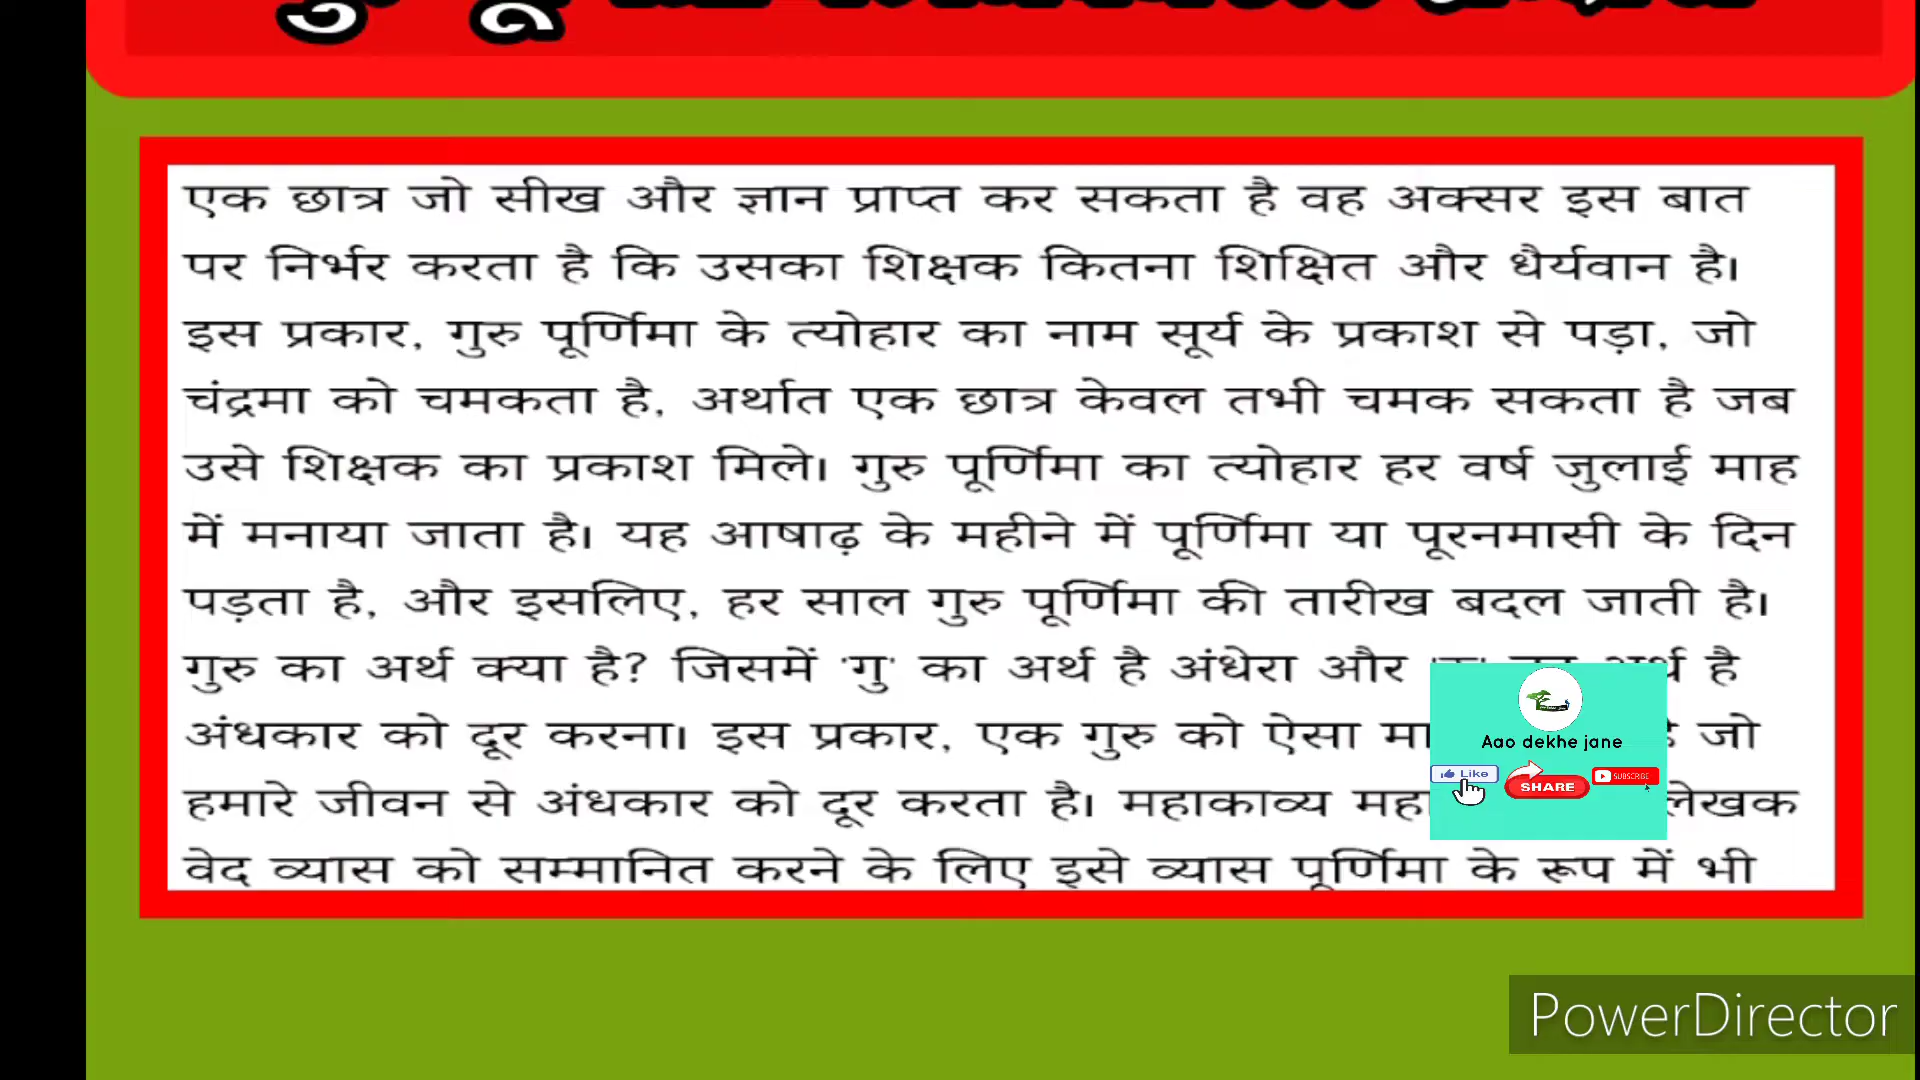 एक छात्र जो सीख और ज्ञान प्राप्त कर सकता है वह अक्सर इस बात
पर निर्भर करता है कि उसका शिक्षक कितना शिक्षित और धैर्यवान है।
इस प्रकार, गुरु पूर्णिमा के त्योहार का नाम सूर्य के प्रकाश से पड़ा, जो
चंद्रमा को चमकता है, अर्थात एक छात्र केवल तभी चमक सकता है जब
उसे शिक्षक का प्रकाश मिले। गुरु पूर्णिमा का त्योहार हर वर्ष जुलाई माह
में मनाया जाता है। यह आषाढ़ के महीने में पूर्णिमा या पूरनमासी के दिन
पड़ता है, और इसलिए, हर साल गुरु पूर्णिमा की तारीख बदल जाती है।
गुरु का अर्थ क्या है? जिसमें 'गु' का अर्थ है अंधेरा और है
अंधकार को दूर करना। इस प्रकार, एक गुरु को ऐसा जो
हमारे जीवन से अंधकार को दूर करता है। महाकाव्य लेखक
वेद व्यास को सम्मानित करने के लिए इसे व्यास पूर्णिमा के रूप में भी
Aao dekhe jane
Like SHARE SUBSCRIBE
PowerDirector